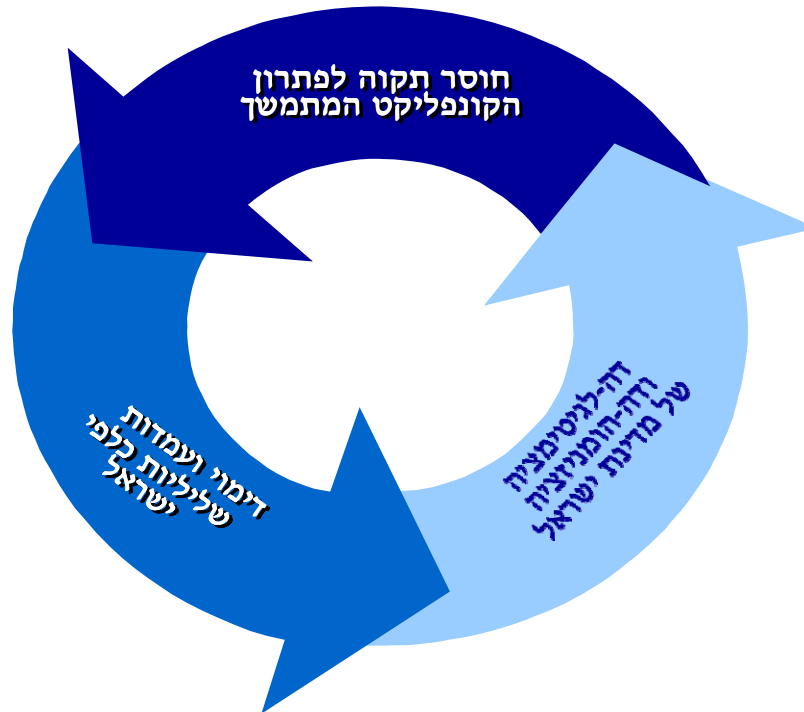 חוסר תקוה לפתרון
הקונפליקט המתמשך
דימוי ועמדות
שליליות כלפי
ישראל
דה-לגיטימציה
ודה-הומניזציה
של מדינת ישראל